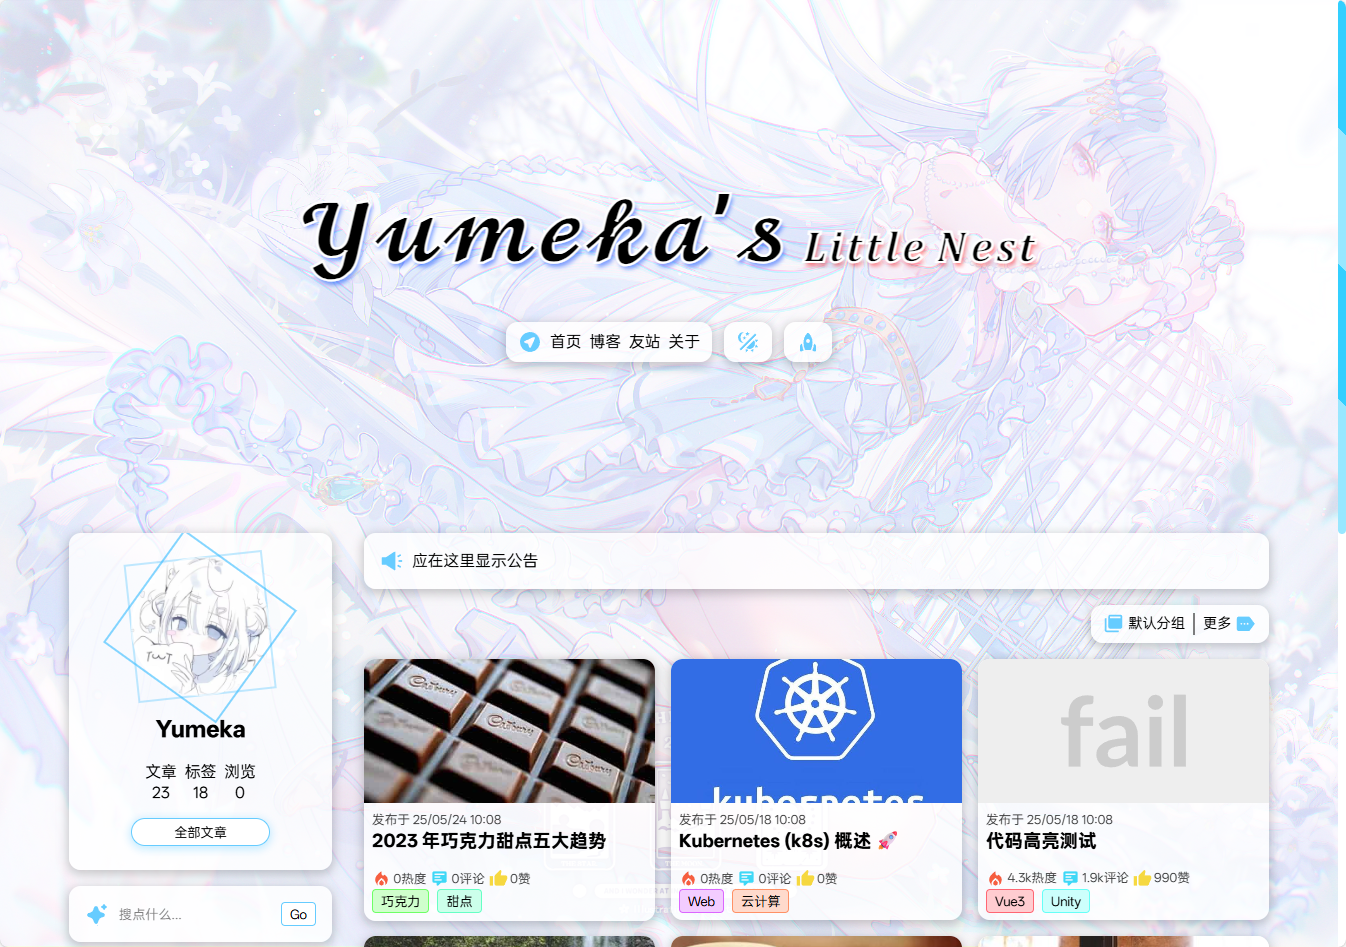 Yumeka's Little Nest
首页 博客 友站 关于
应在这里显示公告
默认分组 更多
TωT
Yumeka
文章 标签 浏览
23 18 0
全部文章
搜点什么... Go
Cadbury
Cadbury
Cadbury
发布于 25/05/24 10:08
2023 年巧克力甜点五大趋势
0热度 0评论 0赞
巧克力 甜点
kubernetes
发布于 25/05/18 10:08
Kubernetes (k8s) 概述 🚀
0热度 0评论 0赞
Web 云计算
fail
发布于 25/05/18 10:08
代码高亮测试
4.3k热度 1.9k评论 990赞
Vue3 Unity